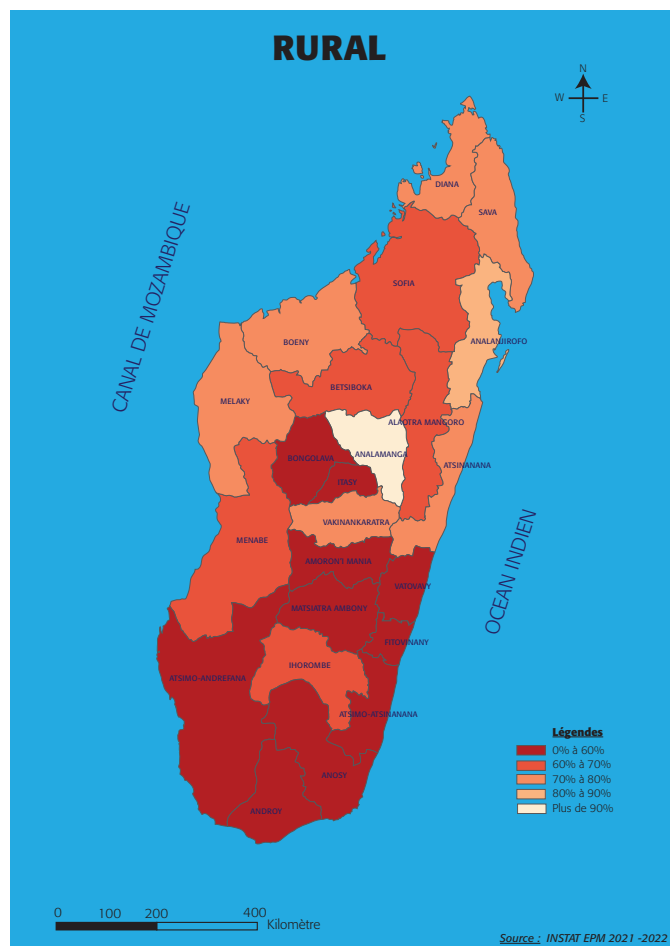 RURAL
N
W E
S
DIANA
SAVA
CANAL DE MOZAMBIQUE
SOFIA
ANALANJIROFO
BOENY
BETSIBOKA
MELAKY
ALAOTRA MANGORO
ANALAMANGA
BONGOLAVA
ATSINANANA
ITASY
VAKINANKARATRA
OCEAN INDIEN
MENABE
AMORON'T MANIA
VATOVAVY
MATSIATRA AMBONY
FITOVINANY
IHOROMBE
ATSIMO-ANDREFANA
ATSIMO-ATSINANANA
ANOSY
ANDROY
Légendes
0% à 60%
60% à 70%
70% à 80%
80% à 90%
Plus de 90%
0 100 200 400
Kilomètre
Source : INSTAT EPM 2021 -2022